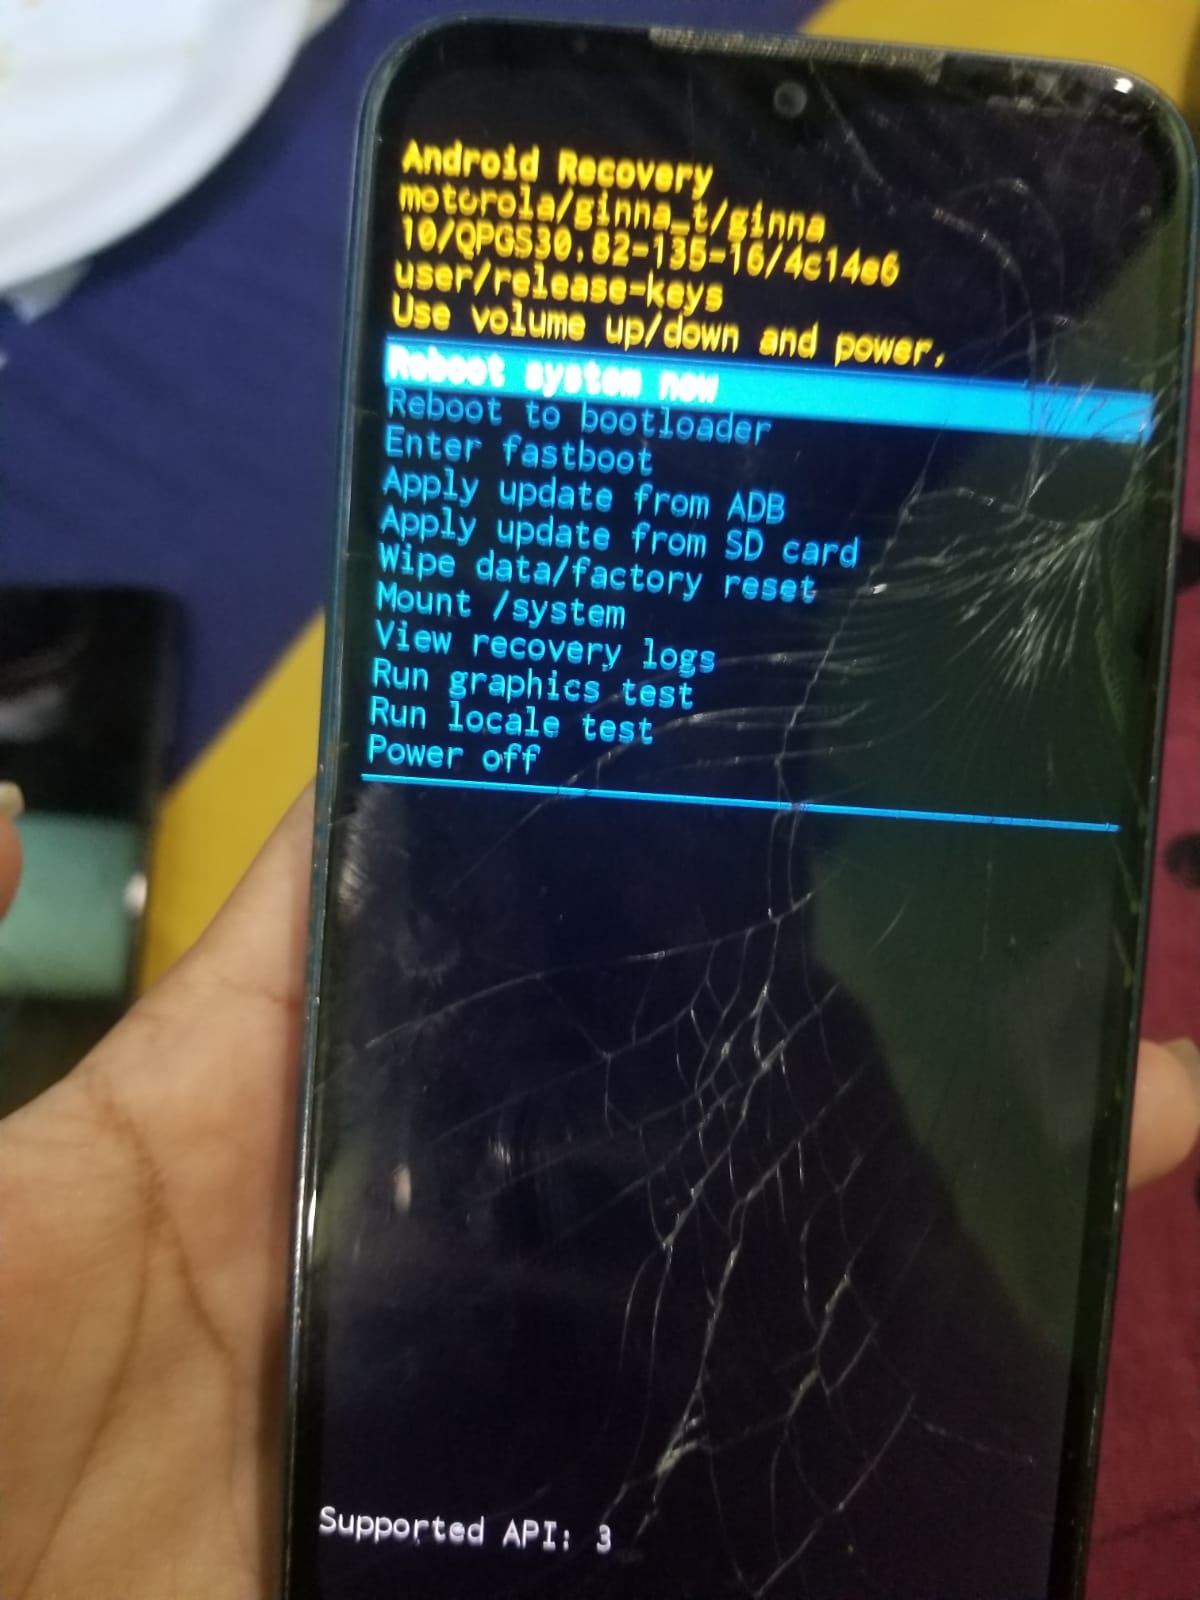 Android Recovery
motorola/ginna_t/ginna
10/QPGS30.82-135-16/4c14e6
user/release-keys
Use volume up/down and power.
Reboot system now
Reboot to bootloader
Enter fastboot
Apply update from ADB
Apply update from SD card
Wipe data/factory reset
Mount /system
View recovery logs
Run graphics test
Run locale test
Power off
Supported API: 3